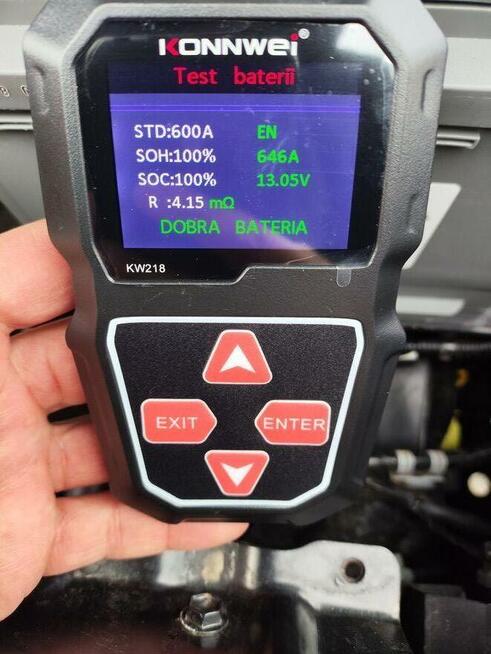 KONNWEI®
Test baterii
STD:600A EN
SOH:100% 646A
SOC:100% 13.05V
R :4.15 mΩ
DOBRA BATERIA
KW218
EXIT
ENTER